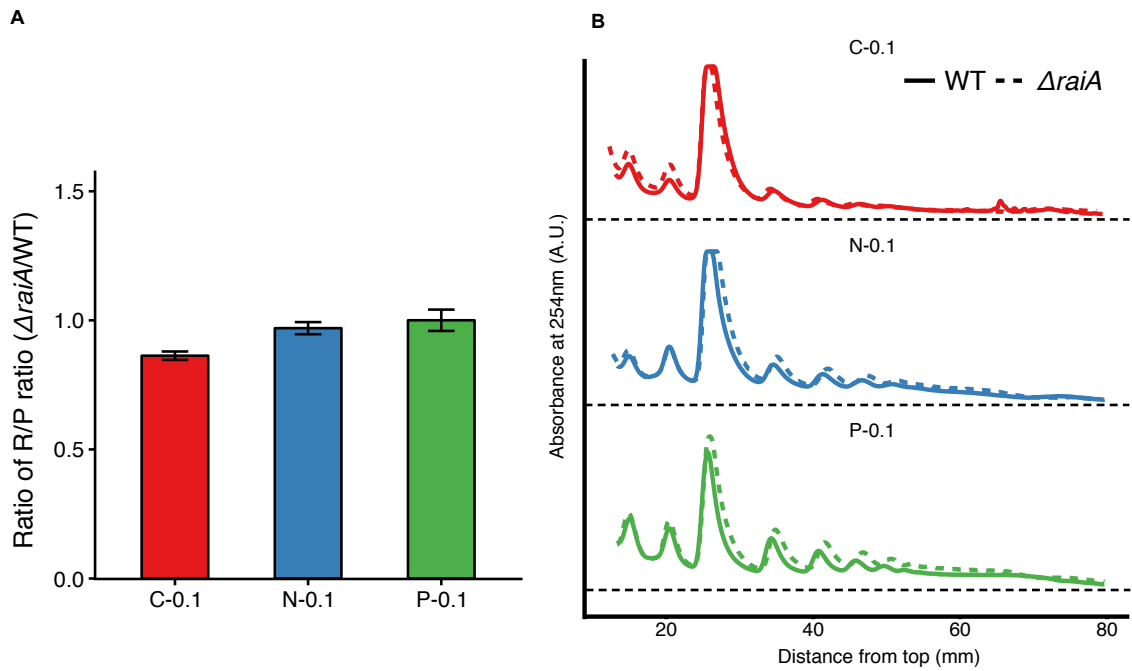 A
Ratio of R/P ratio (ΔraiA/WT)
1.5
1.0
0.5
0.0
C-0.1
N-0.1
P-0.1
B
C-0.1
WT
ΔraiA
N-0.1
P-0.1
Absorbance at 254nm (A.U.)
20
40
60
80
Distance from top (mm)